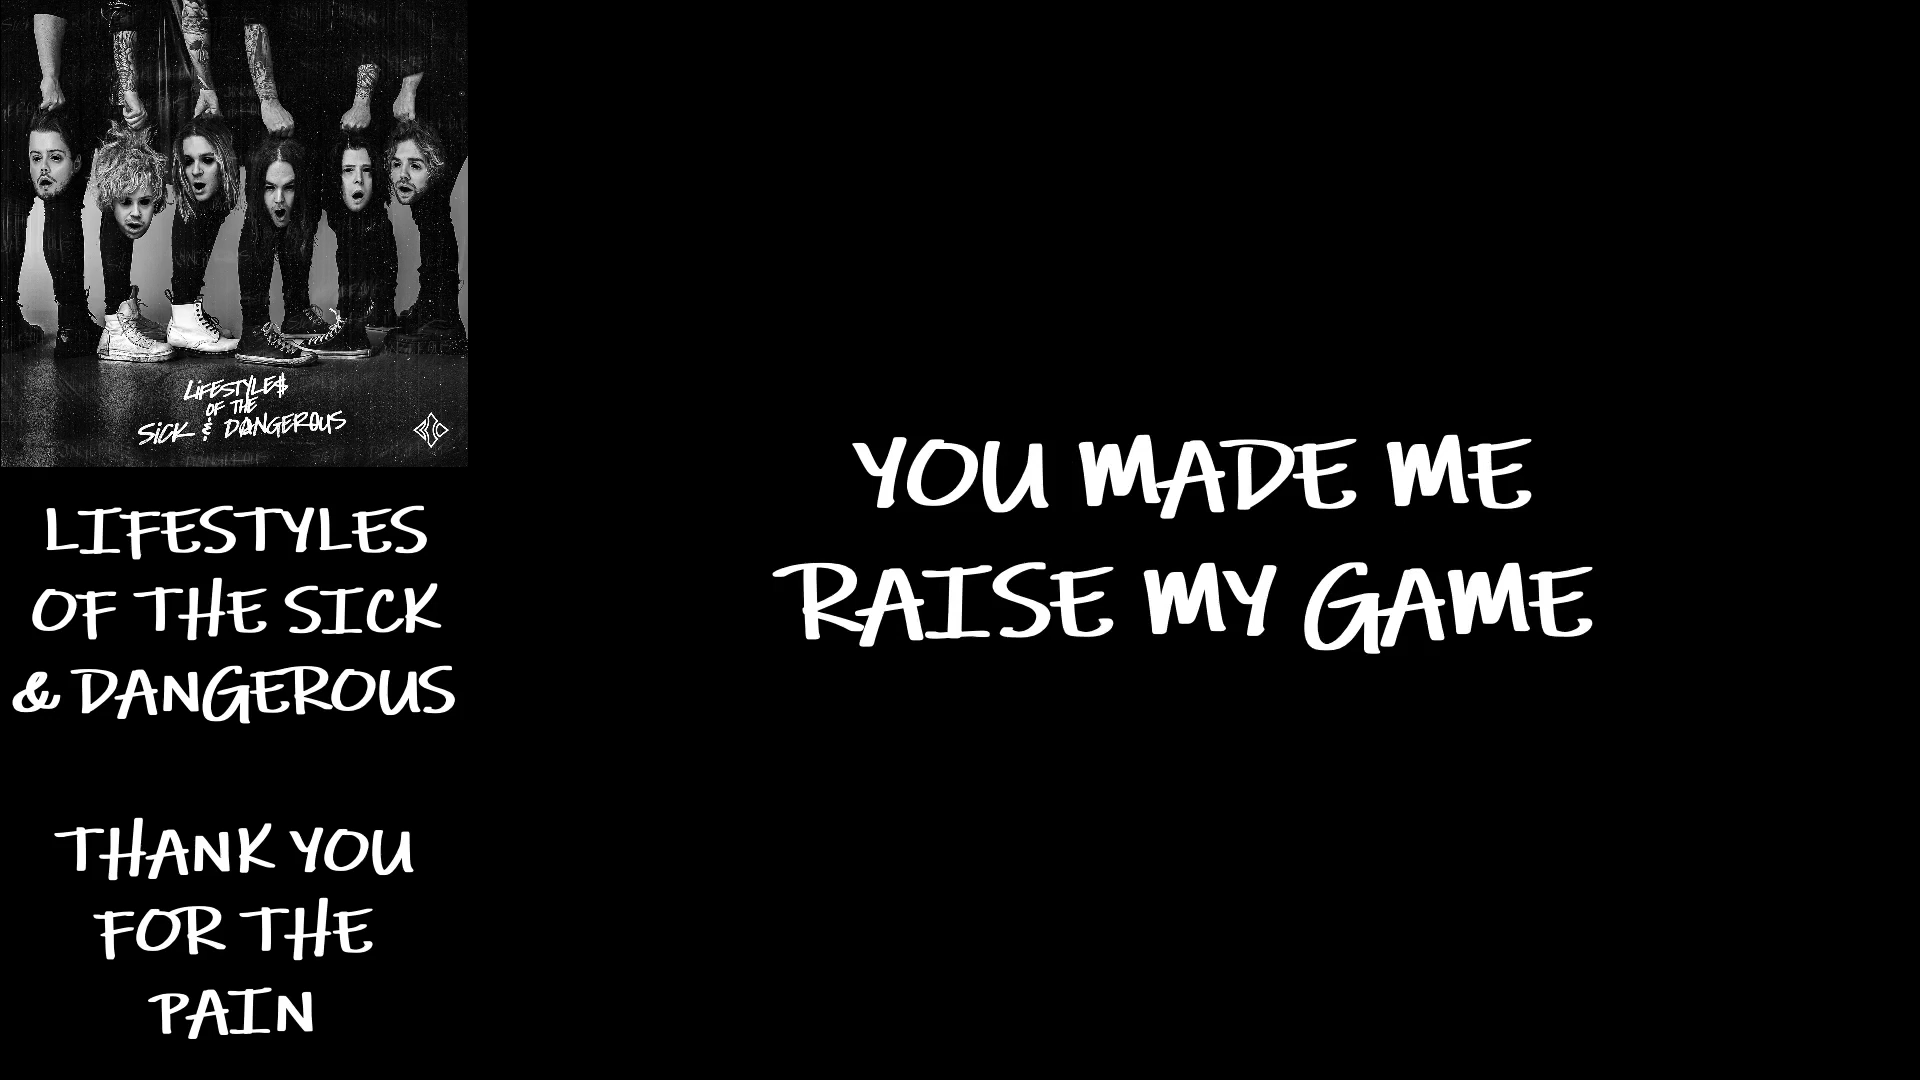 LIFESTYLE$
OF THE
SICK & DANGEROUS
LIFESTYLES
OF THE SICK
& DANGEROUS
THANK YOU
FOR THE
PAIN
YOU MADE ME
RAISE MY GAME